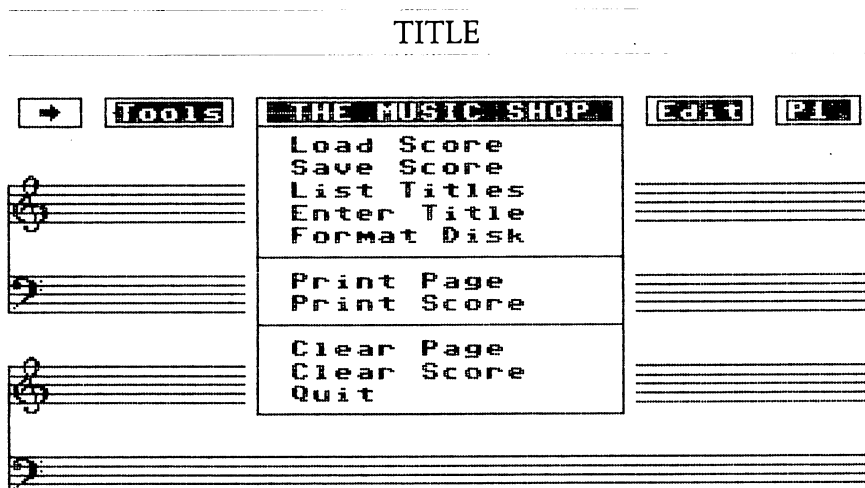 TITLE
Tools THE MUSIC SHOP Edit P1
Load Score
Save Score
List Titles
Enter Title
Format Disk
Print Page
Print Score
Clear Page
Clear Score
Quit